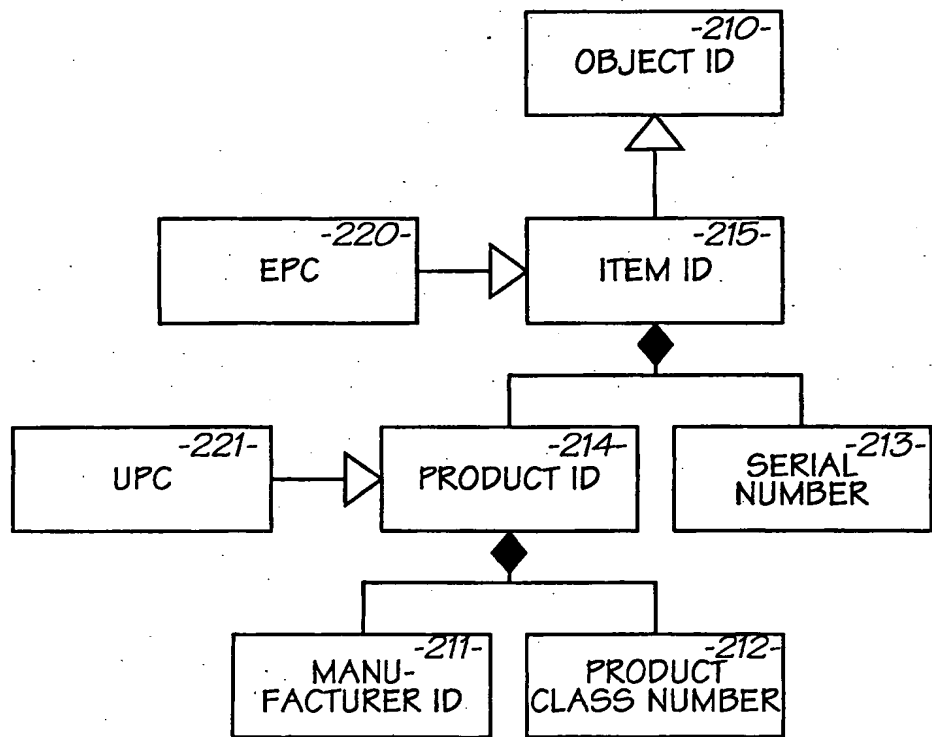 -210-
OBJECT ID
-220-
EPC
-215-
ITEM ID
-221-
UPC
-214-
PRODUCT ID
-213-
SERIAL
NUMBER
-211-
MANU-
FACTURER ID
-212-
PRODUCT
CLASS NUMBER